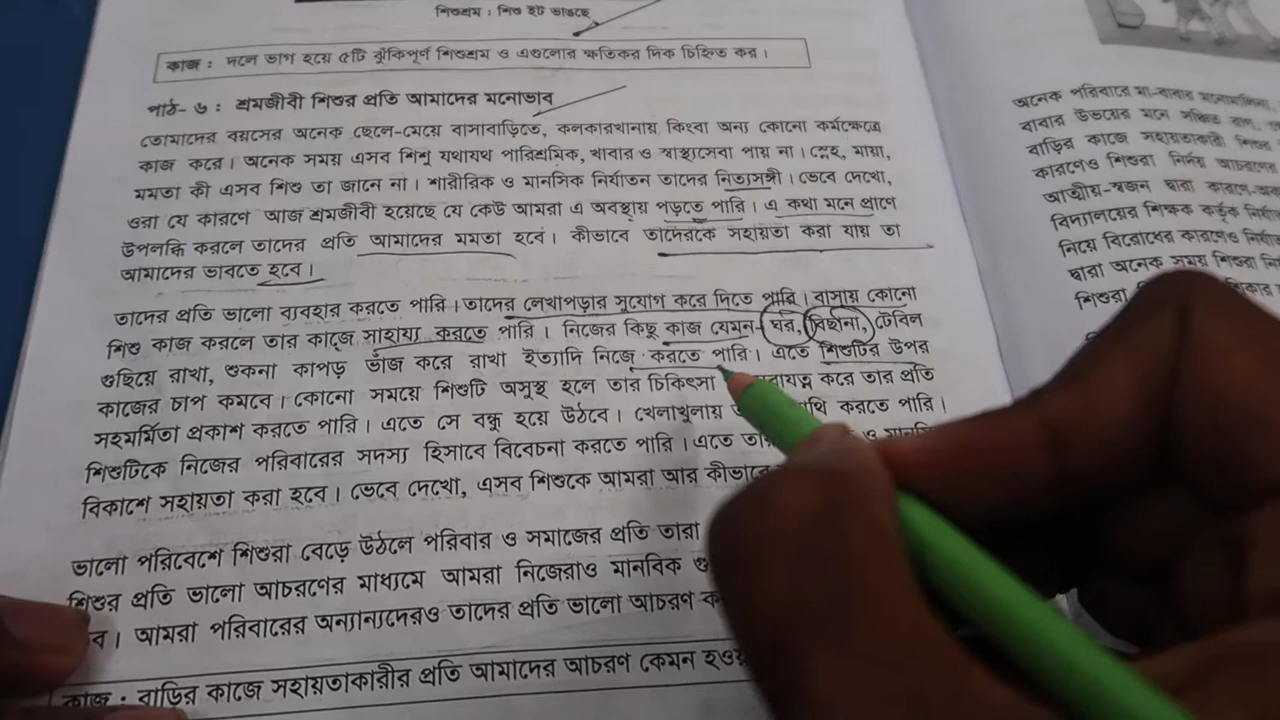 শিশুশ্রম : শিশু ইট ভাঙছে
কাজ : দলে ভাগ হয়ে ৫টি ঝুঁকিপূর্ণ শিশুশ্রম ও এগুলোর ক্ষতিকর দিক চিহ্নিত কর।
পাঠ- ৬ : শ্রমজীবী শিশুর প্রতি আমাদের মনোভাব
তোমাদের বয়সের অনেক ছেলে-মেয়ে বাসাবাড়িতে, কলকারখানায় কিংবা অন্য কোনো কর্মক্ষেত্রে
কাজ করে। অনেক সময় এসব শিশু যথাযথ পারিশ্রমিক, খাবার ও স্বাস্থ্যসেবা পায় না। স্নেহ, মায়া,
মমতা কী এসব শিশু তা জানে না। শারীরিক ও মানসিক নির্যাতন তাদের নিত্যসঙ্গী। ভেবে দেখো,
ওরা যে কারণে আজ শ্রমজীবী হয়েছে যে কেউ আমরা এ অবস্থায় পড়তে পারি। এ কথা মনে প্রাণে
উপলব্ধি করলে তাদের প্রতি আমাদের মমতা হবে। কীভাবে তাদেরকে সহায়তা করা যায় তা
আমাদের ভাবতে হবে।
তাদের প্রতি ভালো ব্যবহার করতে পারি। তাদের লেখাপড়ার সুযোগ করে দিতে পারি। বাসায় কোনো
শিশু কাজ করলে তার কাজে সাহায্য করতে পারি। নিজের কিছু কাজ যেমন- ঘর, বিছানা, টেবিল
গুছিয়ে রাখা, শুকনা কাপড় ভাঁজ করে রাখা ইত্যাদি নিজে করতে পারি। এতে শিশুটির উপর
কাজের চাপ কমবে। কোনো সময়ে শিশুটি অসুস্থ হলে তার চিকিৎসা করে তার প্রতি
সহমর্মিতা প্রকাশ করতে পারি। এতে সে বন্ধু হয়ে উঠবে। খেলাধুলায় করতে পারি।
শিশুটিকে নিজের পরিবারের সদস্য হিসাবে বিবেচনা করতে পারি। এতে ও
বিকাশে সহায়তা করা হবে। ভেবে দেখো, এসব শিশুকে আমরা আর কীভাবে
ভালো পরিবেশে শিশুরা বেড়ে উঠলে পরিবার ও সমাজের প্রতি তারা
শিশুর প্রতি ভালো আচরণের মাধ্যমে আমরা নিজেরাও মানবিক
আমরা পরিবারের অন্যান্যদেরও তাদের প্রতি ভালো আচরণ
কাজ : বাড়ির কাজে সহায়তাকারীর প্রতি আমাদের আচরণ কেমন
অনেক পরিবারে মা-বাবার
বাবার উভয়ের মনে
বাড়ির কাজে সহায়তাকারী
কারণেও শিশুরা নির্দয় আচরণের
আত্মীয়-স্বজন দ্বারা
বিদ্যালয়ের শিক্ষক কর্তৃক
নিয়ে বিরোধের কারণেও
দ্বারা অনেক সময় শিশুরা
শিশুরা